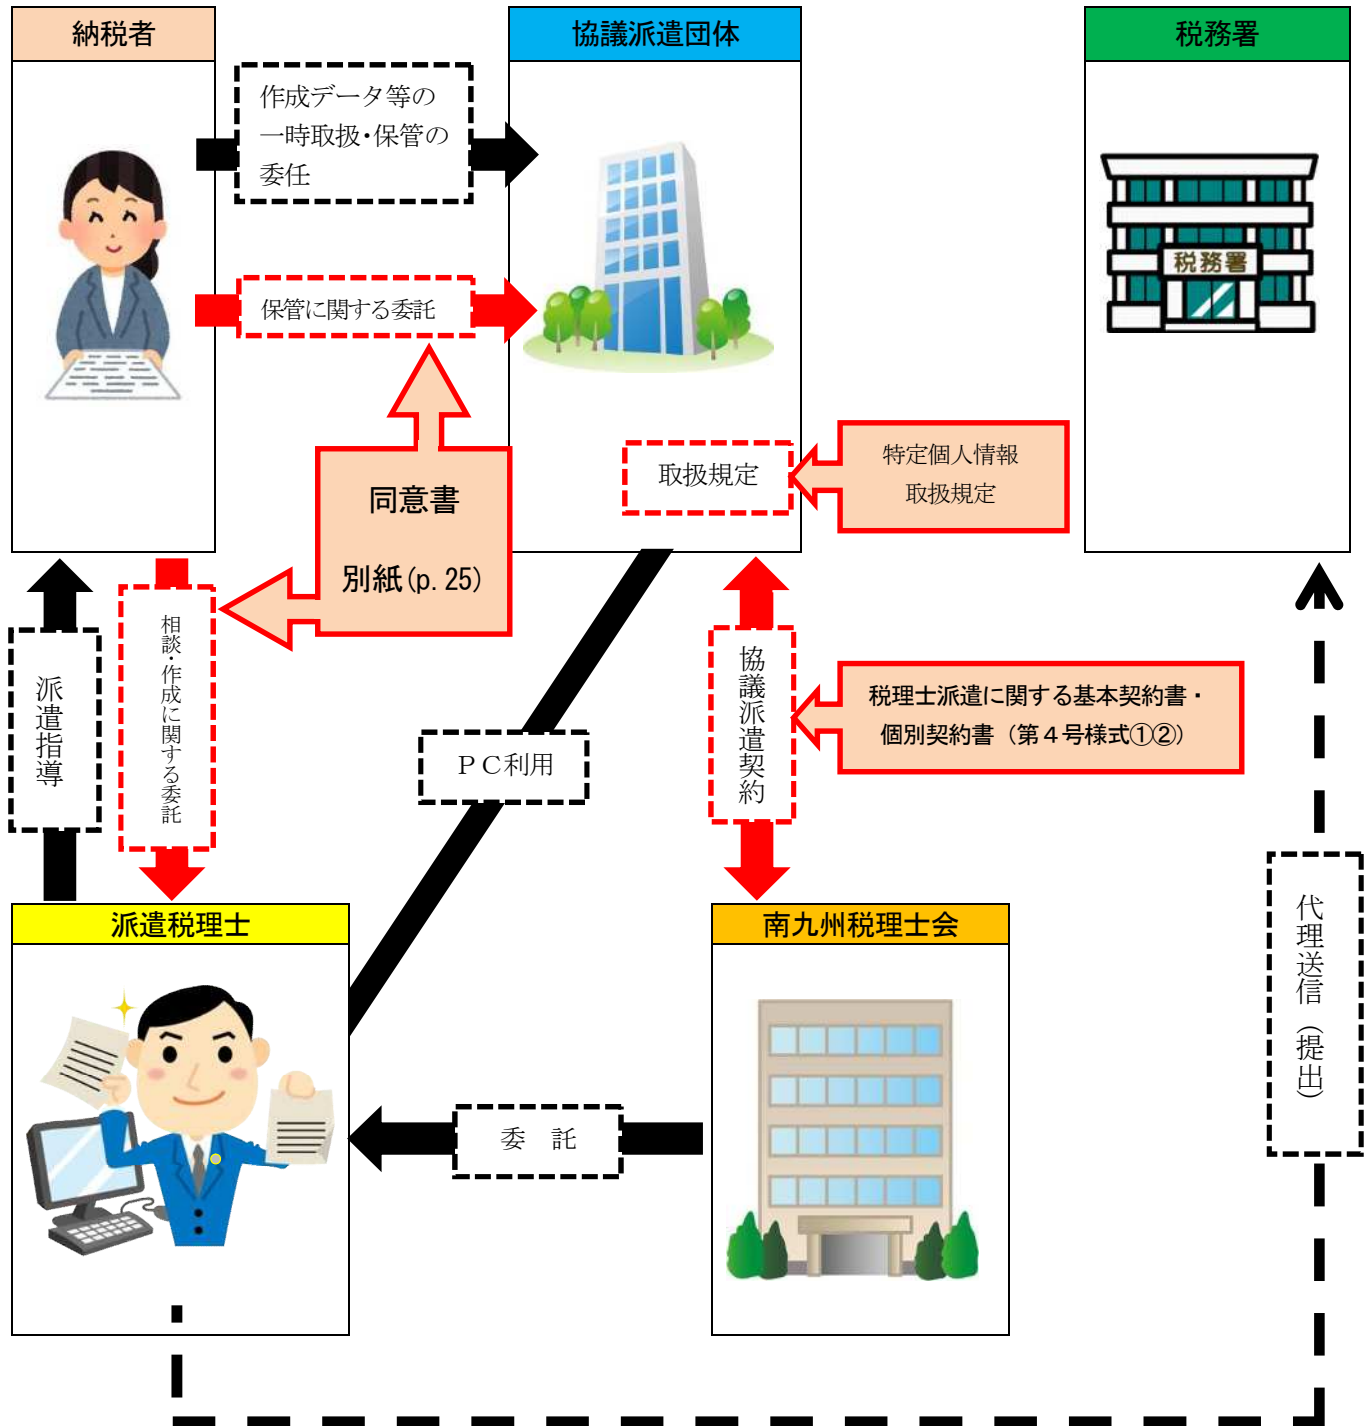 納税者
協議派遣団体
税務署
作成データ等の
一時取扱・保管の
委任
税務署
保管に関する委託
取扱規定
特定個人情報
取扱規定
同意書
別紙(p.25)
派遣指導
相談・作成に関する委託
協議派遣契約
税理士派遣に関する基本契約書・
個別契約書（第４号様式①②）
ＰＣ利用
代理送信（提出）
派遣税理士
南九州税理士会
委　託